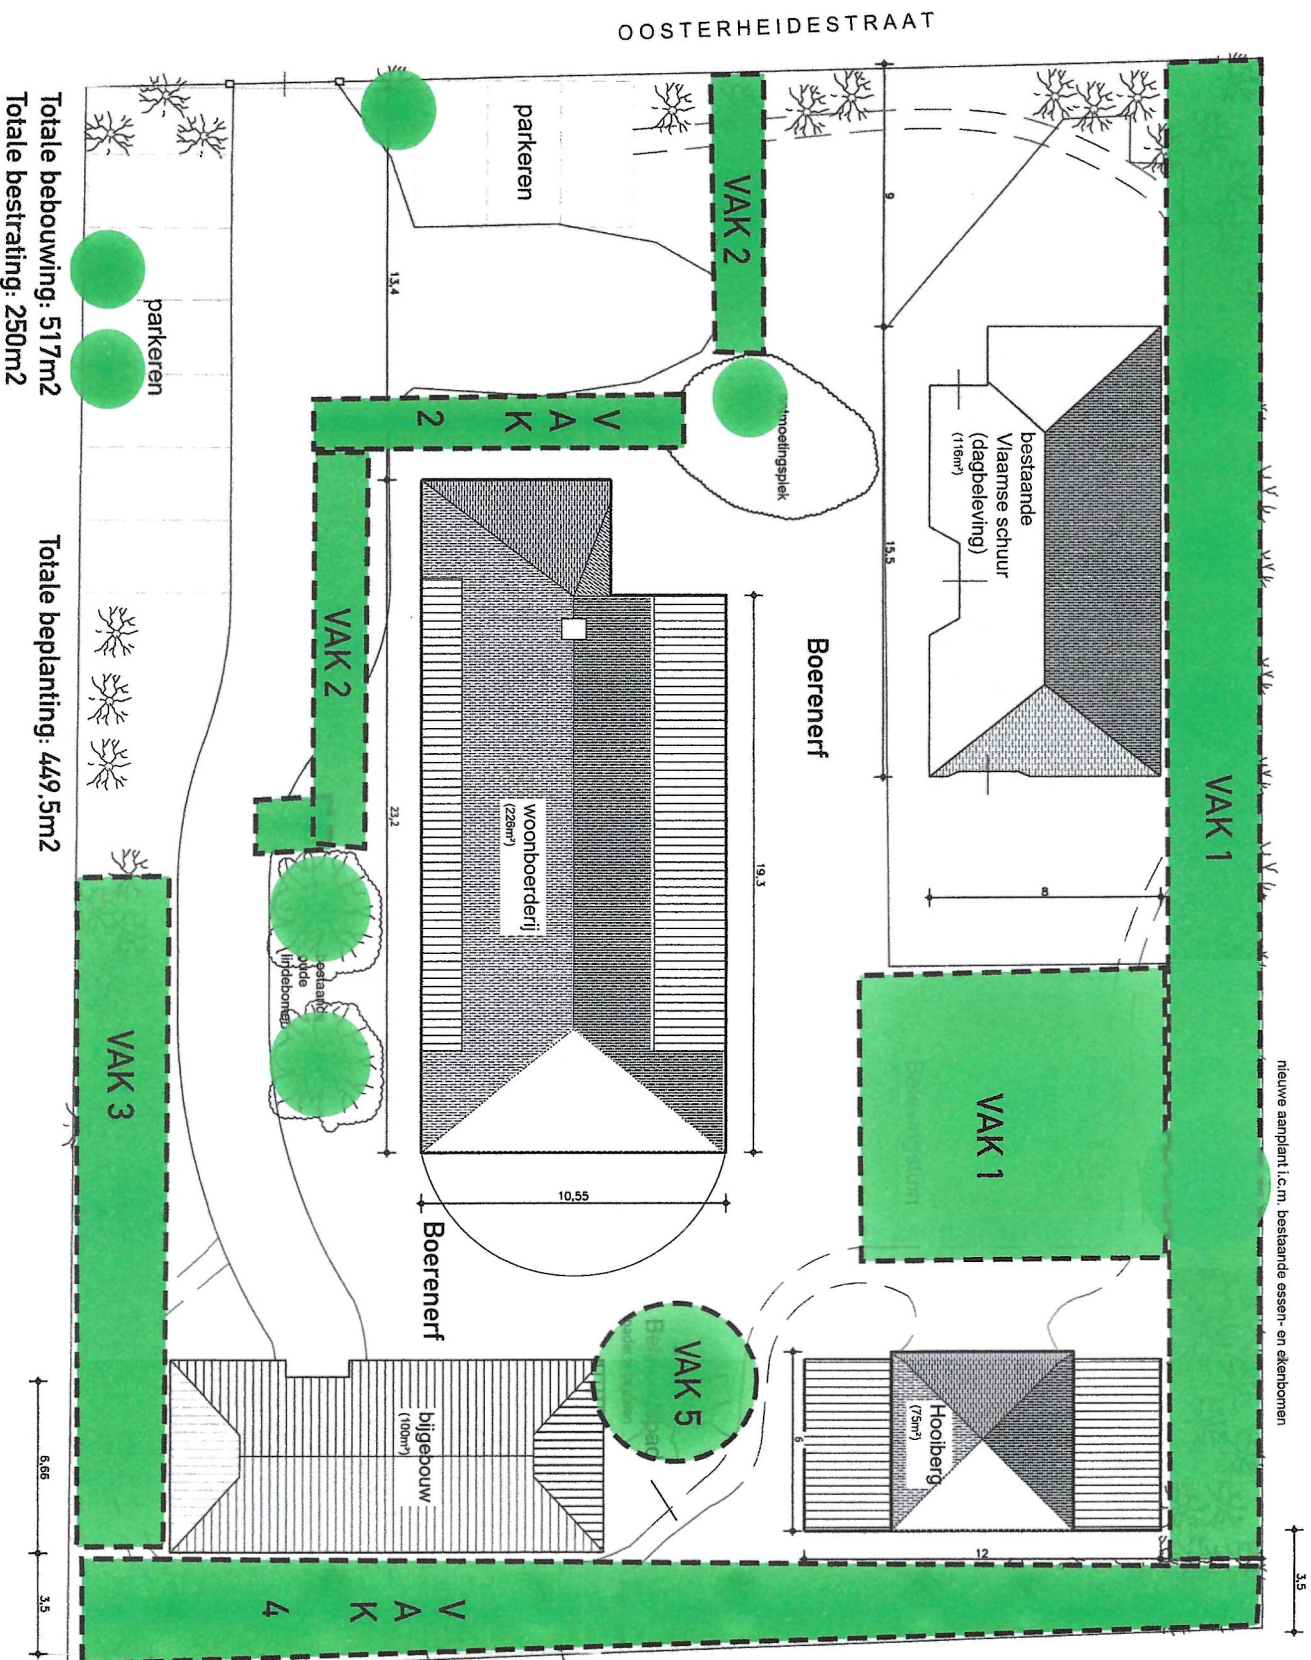 OOSTERHEIDESTRAAT
parkeren
VAK 2
9
13,4
parkeren
ontmoetingsplek
VAK 2
bestaande
Vlaamse schuur
(dagbeleving)
(116m²)
15,5
Boerenerf
VAK 2
VAK 1
woonboerderij
(226m²)
23,2
19,3
8
bestaande
oude
lindebomen
VAK 3
VAK 1
10,55
Boerenerf
VAK 5
Hooiberg
(75m²)
bijgebouw
(100m²)
6
12
6,66
3,5
3,5
VAK 4
nieuwe aanplant i.c.m. bestaande essen- en eikenbomen
Totale bebouwing: 517m2
Totale bestrating: 250m2
Totale beplanting: 449,5m2